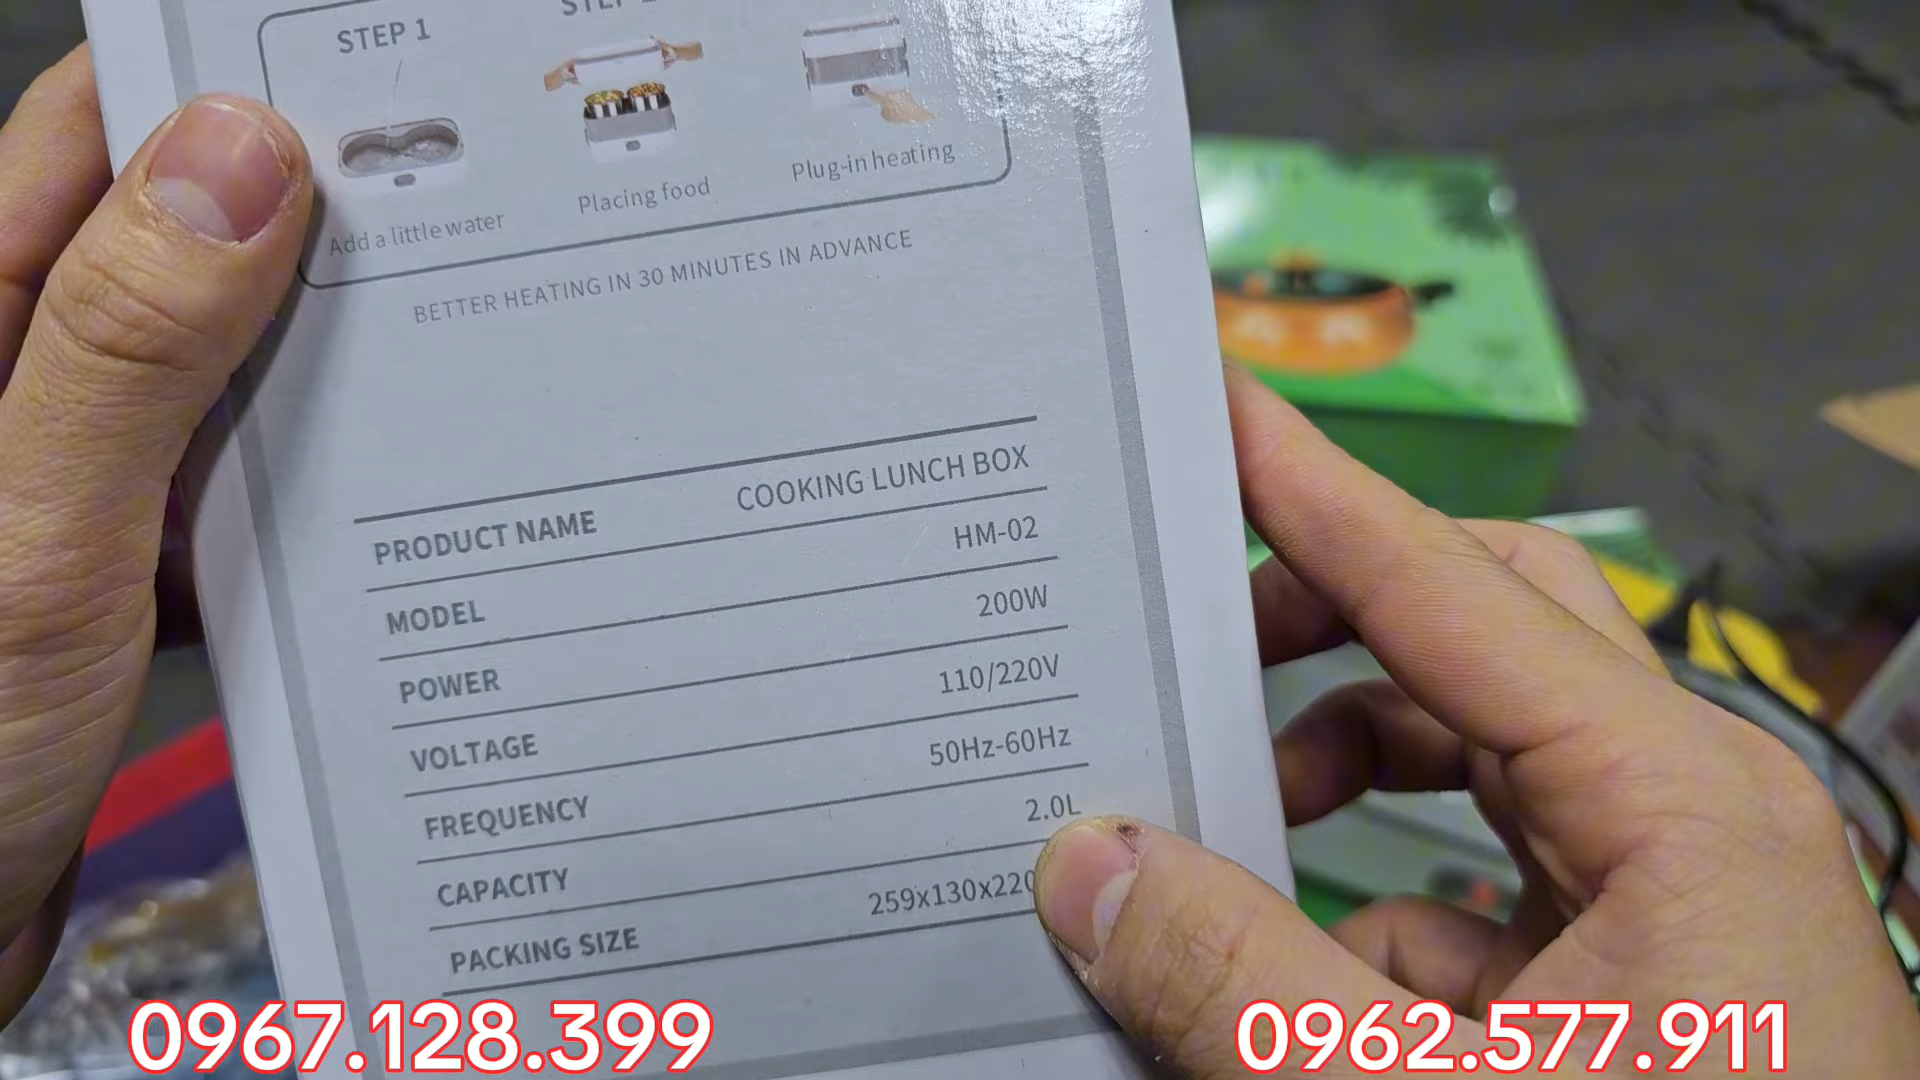 STEP 1
Add a little water
Placing food
Plug-in heating
BETTER HEATING IN 30 MINUTES IN ADVANCE
PRODUCT NAME COOKING LUNCH BOX
MODEL HM-02
POWER 200W
VOLTAGE 110/220V
FREQUENCY 50Hz-60Hz
CAPACITY 2.0L
PACKING SIZE 259x130x220
0967.128.399
0962.577.911